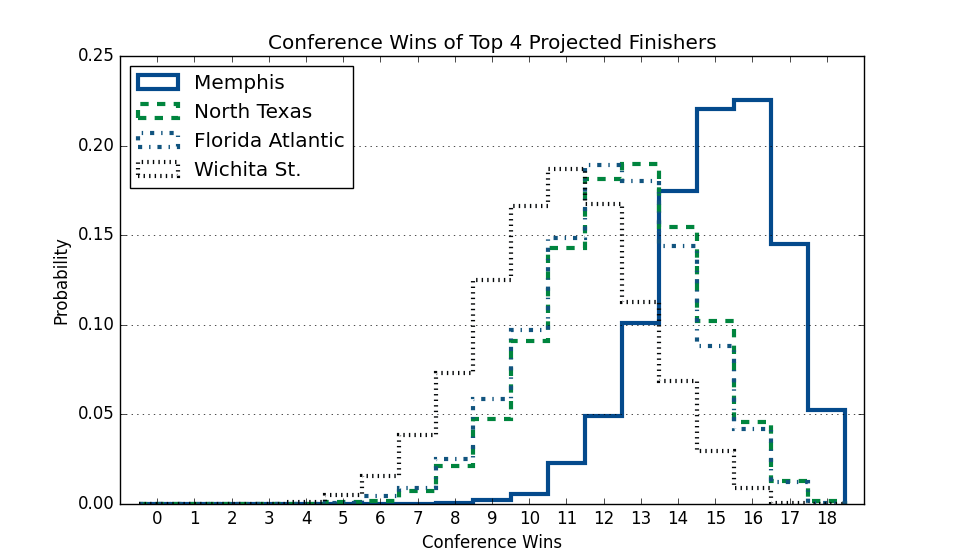 Conference Wins of Top 4 Projected Finishers
0.25
0.20
0.15
0.10
0.05
0.00
Probability
Memphis
North Texas
Florida Atlantic
Wichita St.
0 1 2 3 4 5 6 7 8 9 10 11 12 13 14 15 16 17 18
Conference Wins